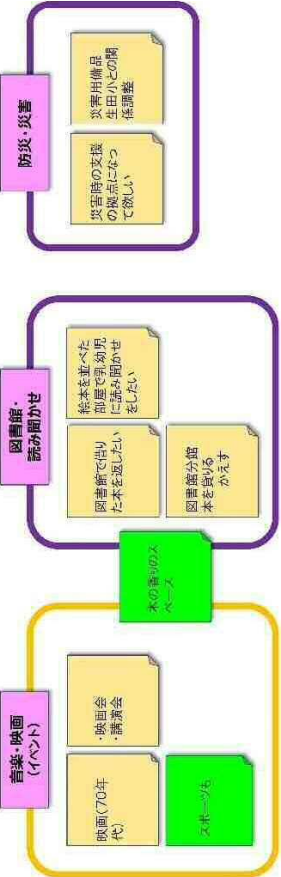 音楽・映画
(イベント)
映画(70年
代)
・映画会
・講演会
スポーツも
木の香りのス
ペース
図書館・
読み聞かせ
図書館で借り
た本を返したい
絵本を並べた
部屋で乳幼児
に読み聞かせ
をしたい
図書館分館
本を貸りる
かえす
防災・災害
災害時の支援
の拠点になっ
て欲しい
災害用備品
生田小との関
係調整